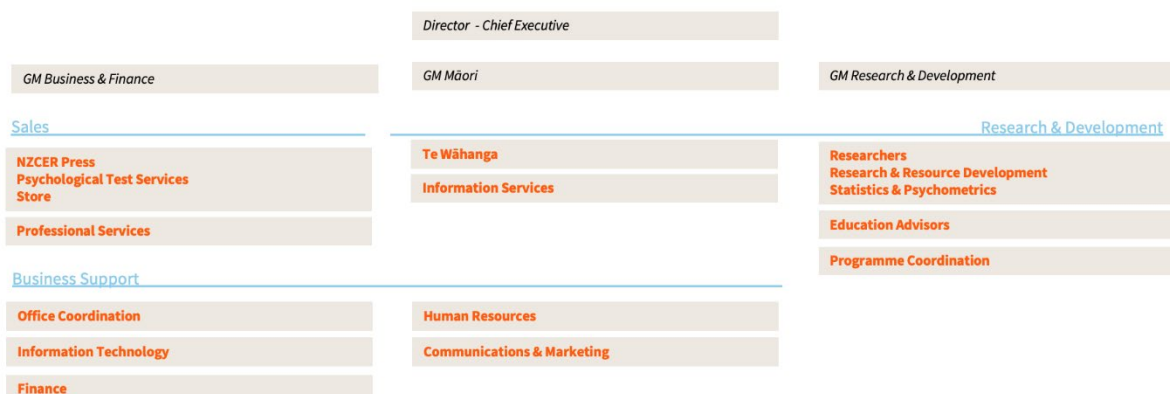 Director - Chief Executive
GM Business & Finance
GM Māori
GM Research & Development
Sales
Research & Development
NZCER Press
Psychological Test Services
Store
Professional Services
Te Wāhanga
Information Services
Researchers
Research & Resource Development
Statistics & Psychometrics
Education Advisors
Programme Coordination
Business Support
Office Coordination
Information Technology
Finance
Human Resources
Communications & Marketing